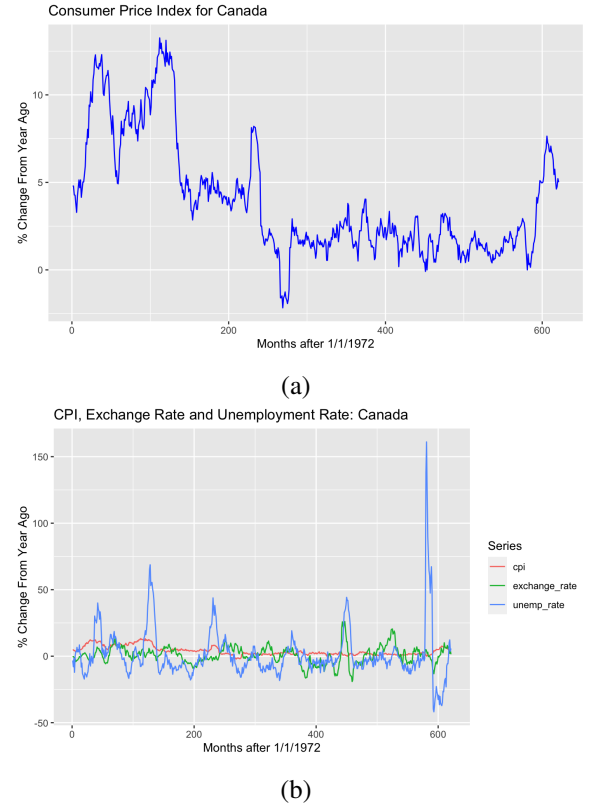 Consumer Price Index for Canada
% Change From Year Ago
10
5
0
0 200 400 600
Months after 1/1/1972
(a)
CPI, Exchange Rate and Unemployment Rate: Canada
% Change From Year Ago
150
100
50
0
-50
0 200 400 600
Months after 1/1/1972
Series
cpi
exchange_rate
unemp_rate
(b)